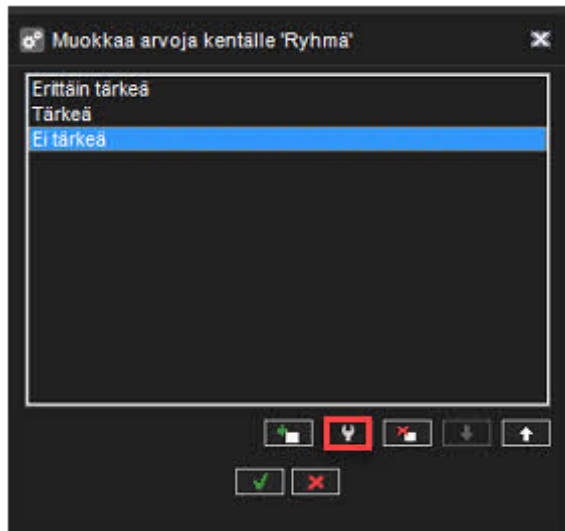 Muokkaa arvoja kentälle 'Ryhmä'
Erittäin tärkeä
Tärkeä
Ei tärkeä